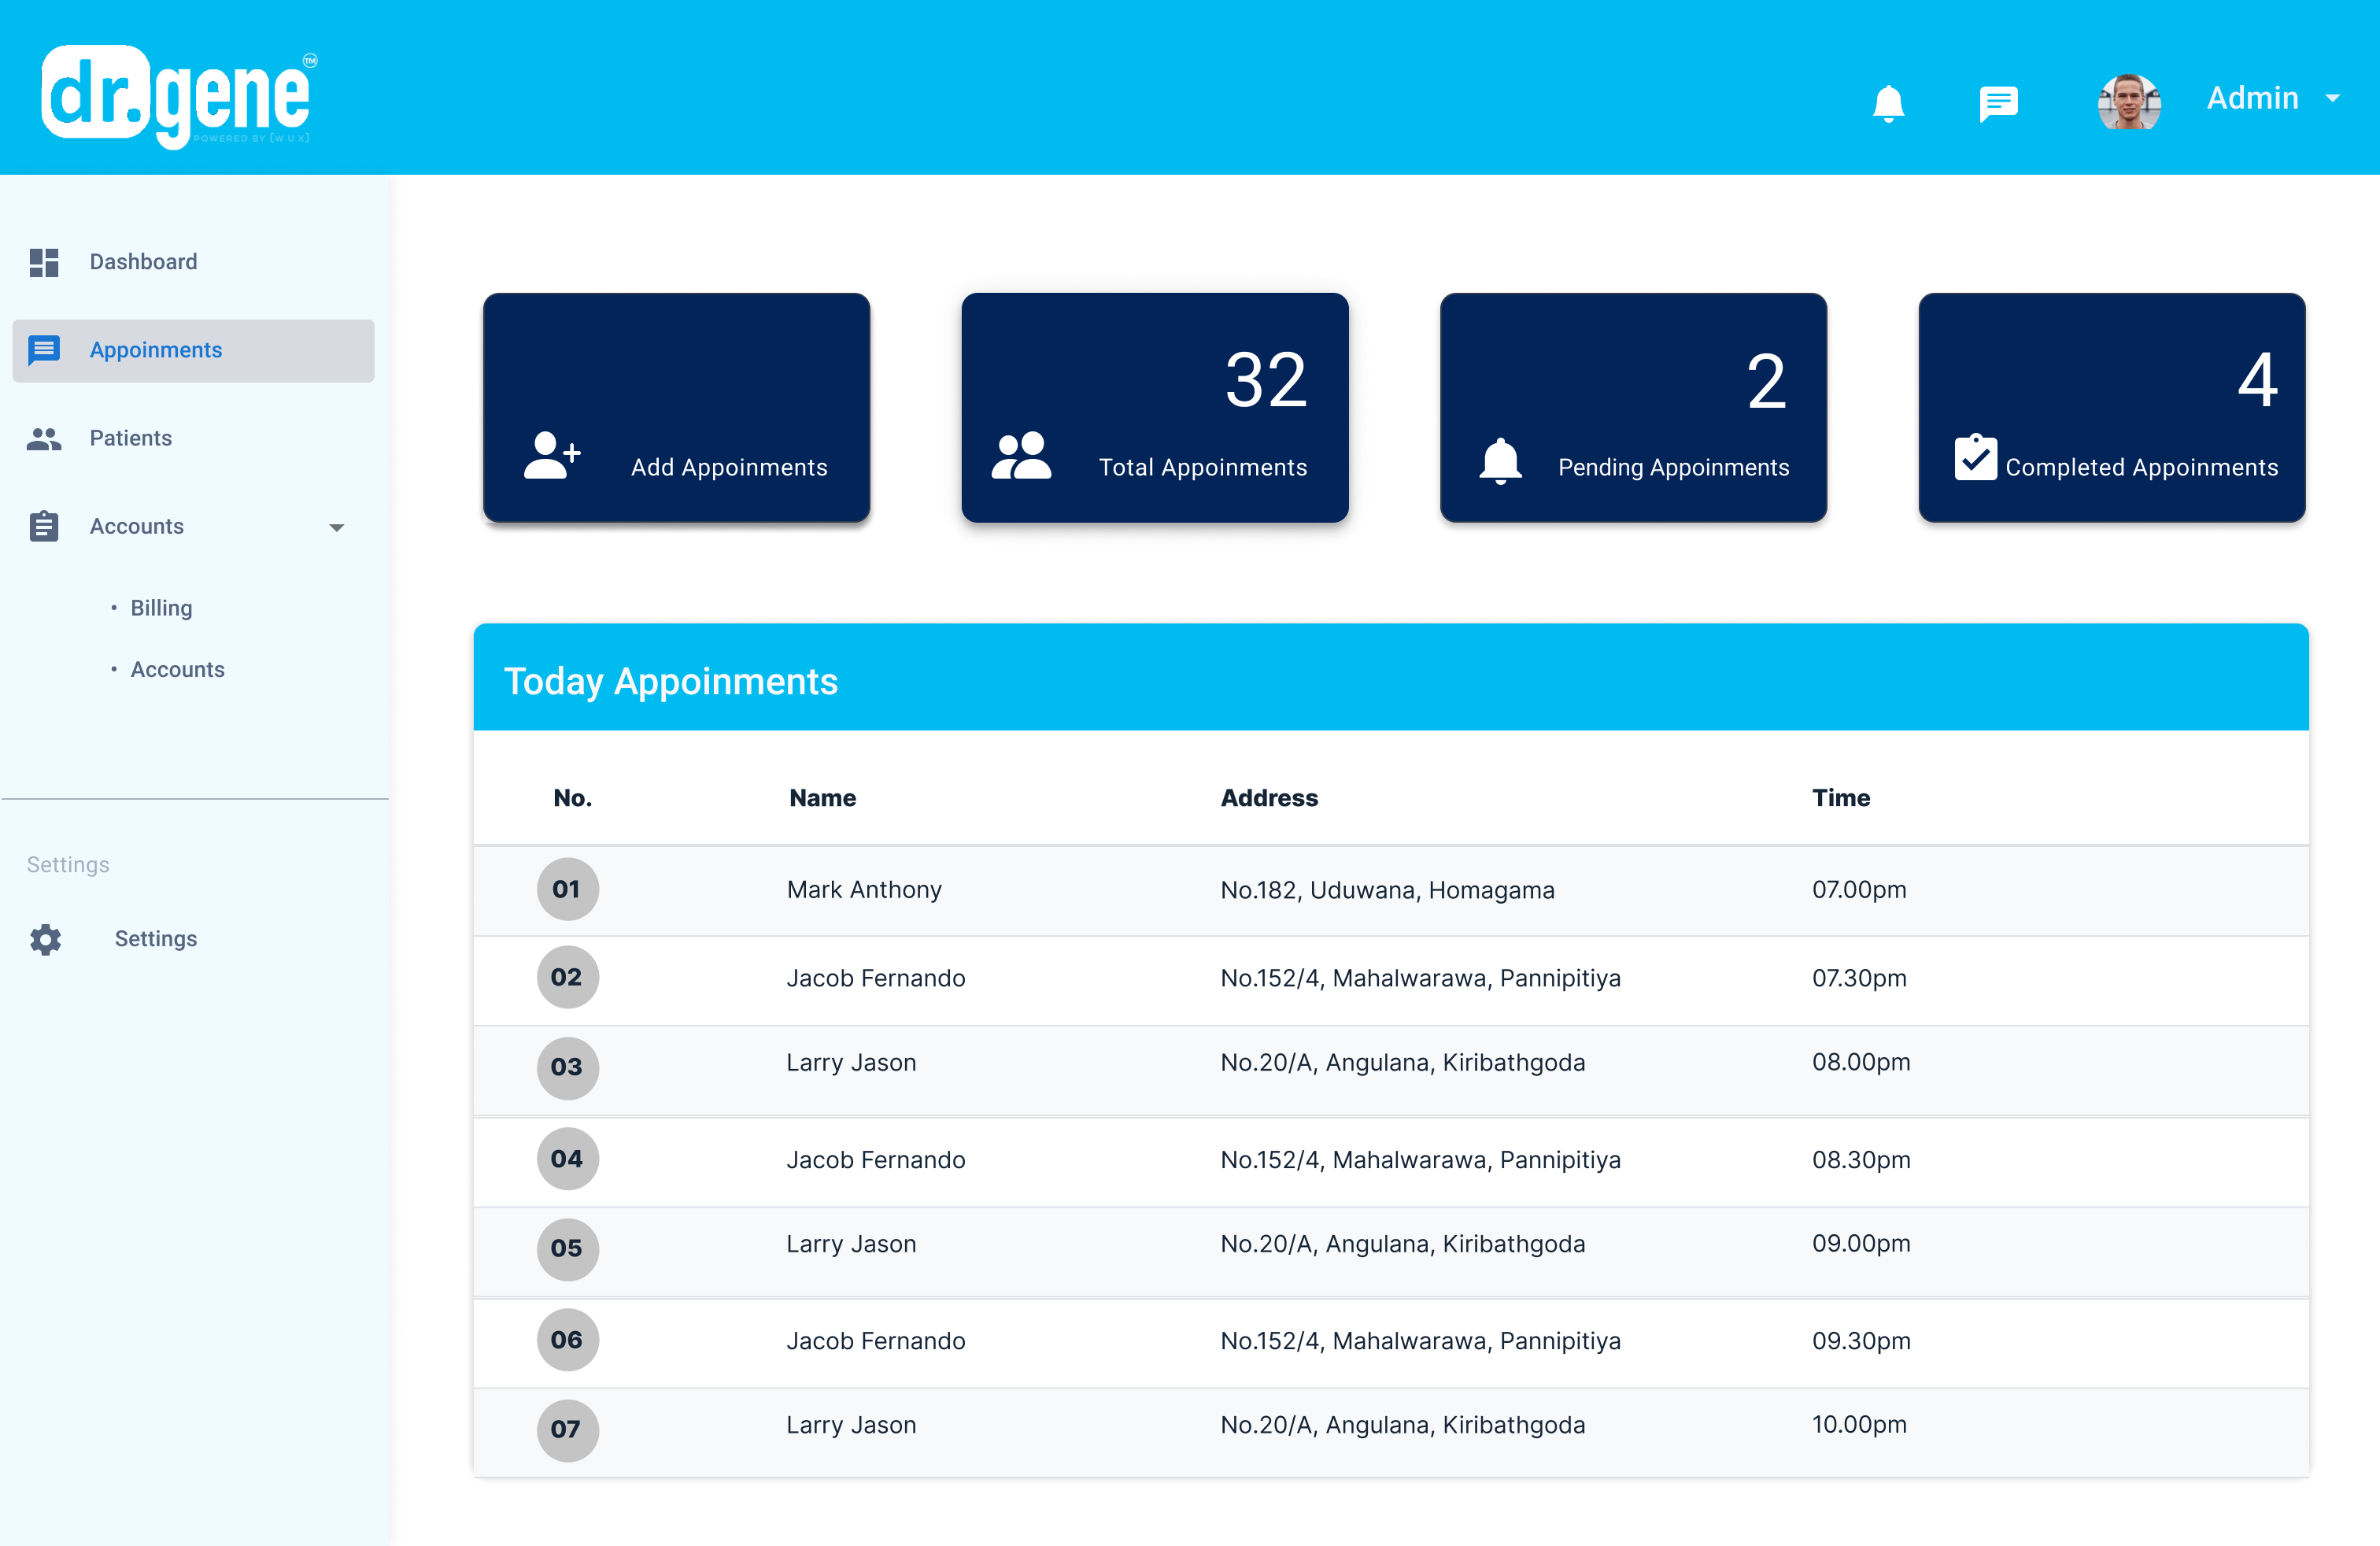 dr.gene TM
POWERED BY [W U X]
Admin
Dashboard
Appoinments
Patients
Accounts
• Billing
• Accounts
Settings
Settings
Add Appoinments
32
Total Appoinments
2
Pending Appoinments
4
Completed Appoinments
Today Appoinments
No. Name Address Time
01 Mark Anthony No.182, Uduwana, Homagama 07.00pm
02 Jacob Fernando No.152/4, Mahalwarawa, Pannipitiya 07.30pm
03 Larry Jason No.20/A, Angulana, Kiribathgoda 08.00pm
04 Jacob Fernando No.152/4, Mahalwarawa, Pannipitiya 08.30pm
05 Larry Jason No.20/A, Angulana, Kiribathgoda 09.00pm
06 Jacob Fernando No.152/4, Mahalwarawa, Pannipitiya 09.30pm
07 Larry Jason No.20/A, Angulana, Kiribathgoda 10.00pm